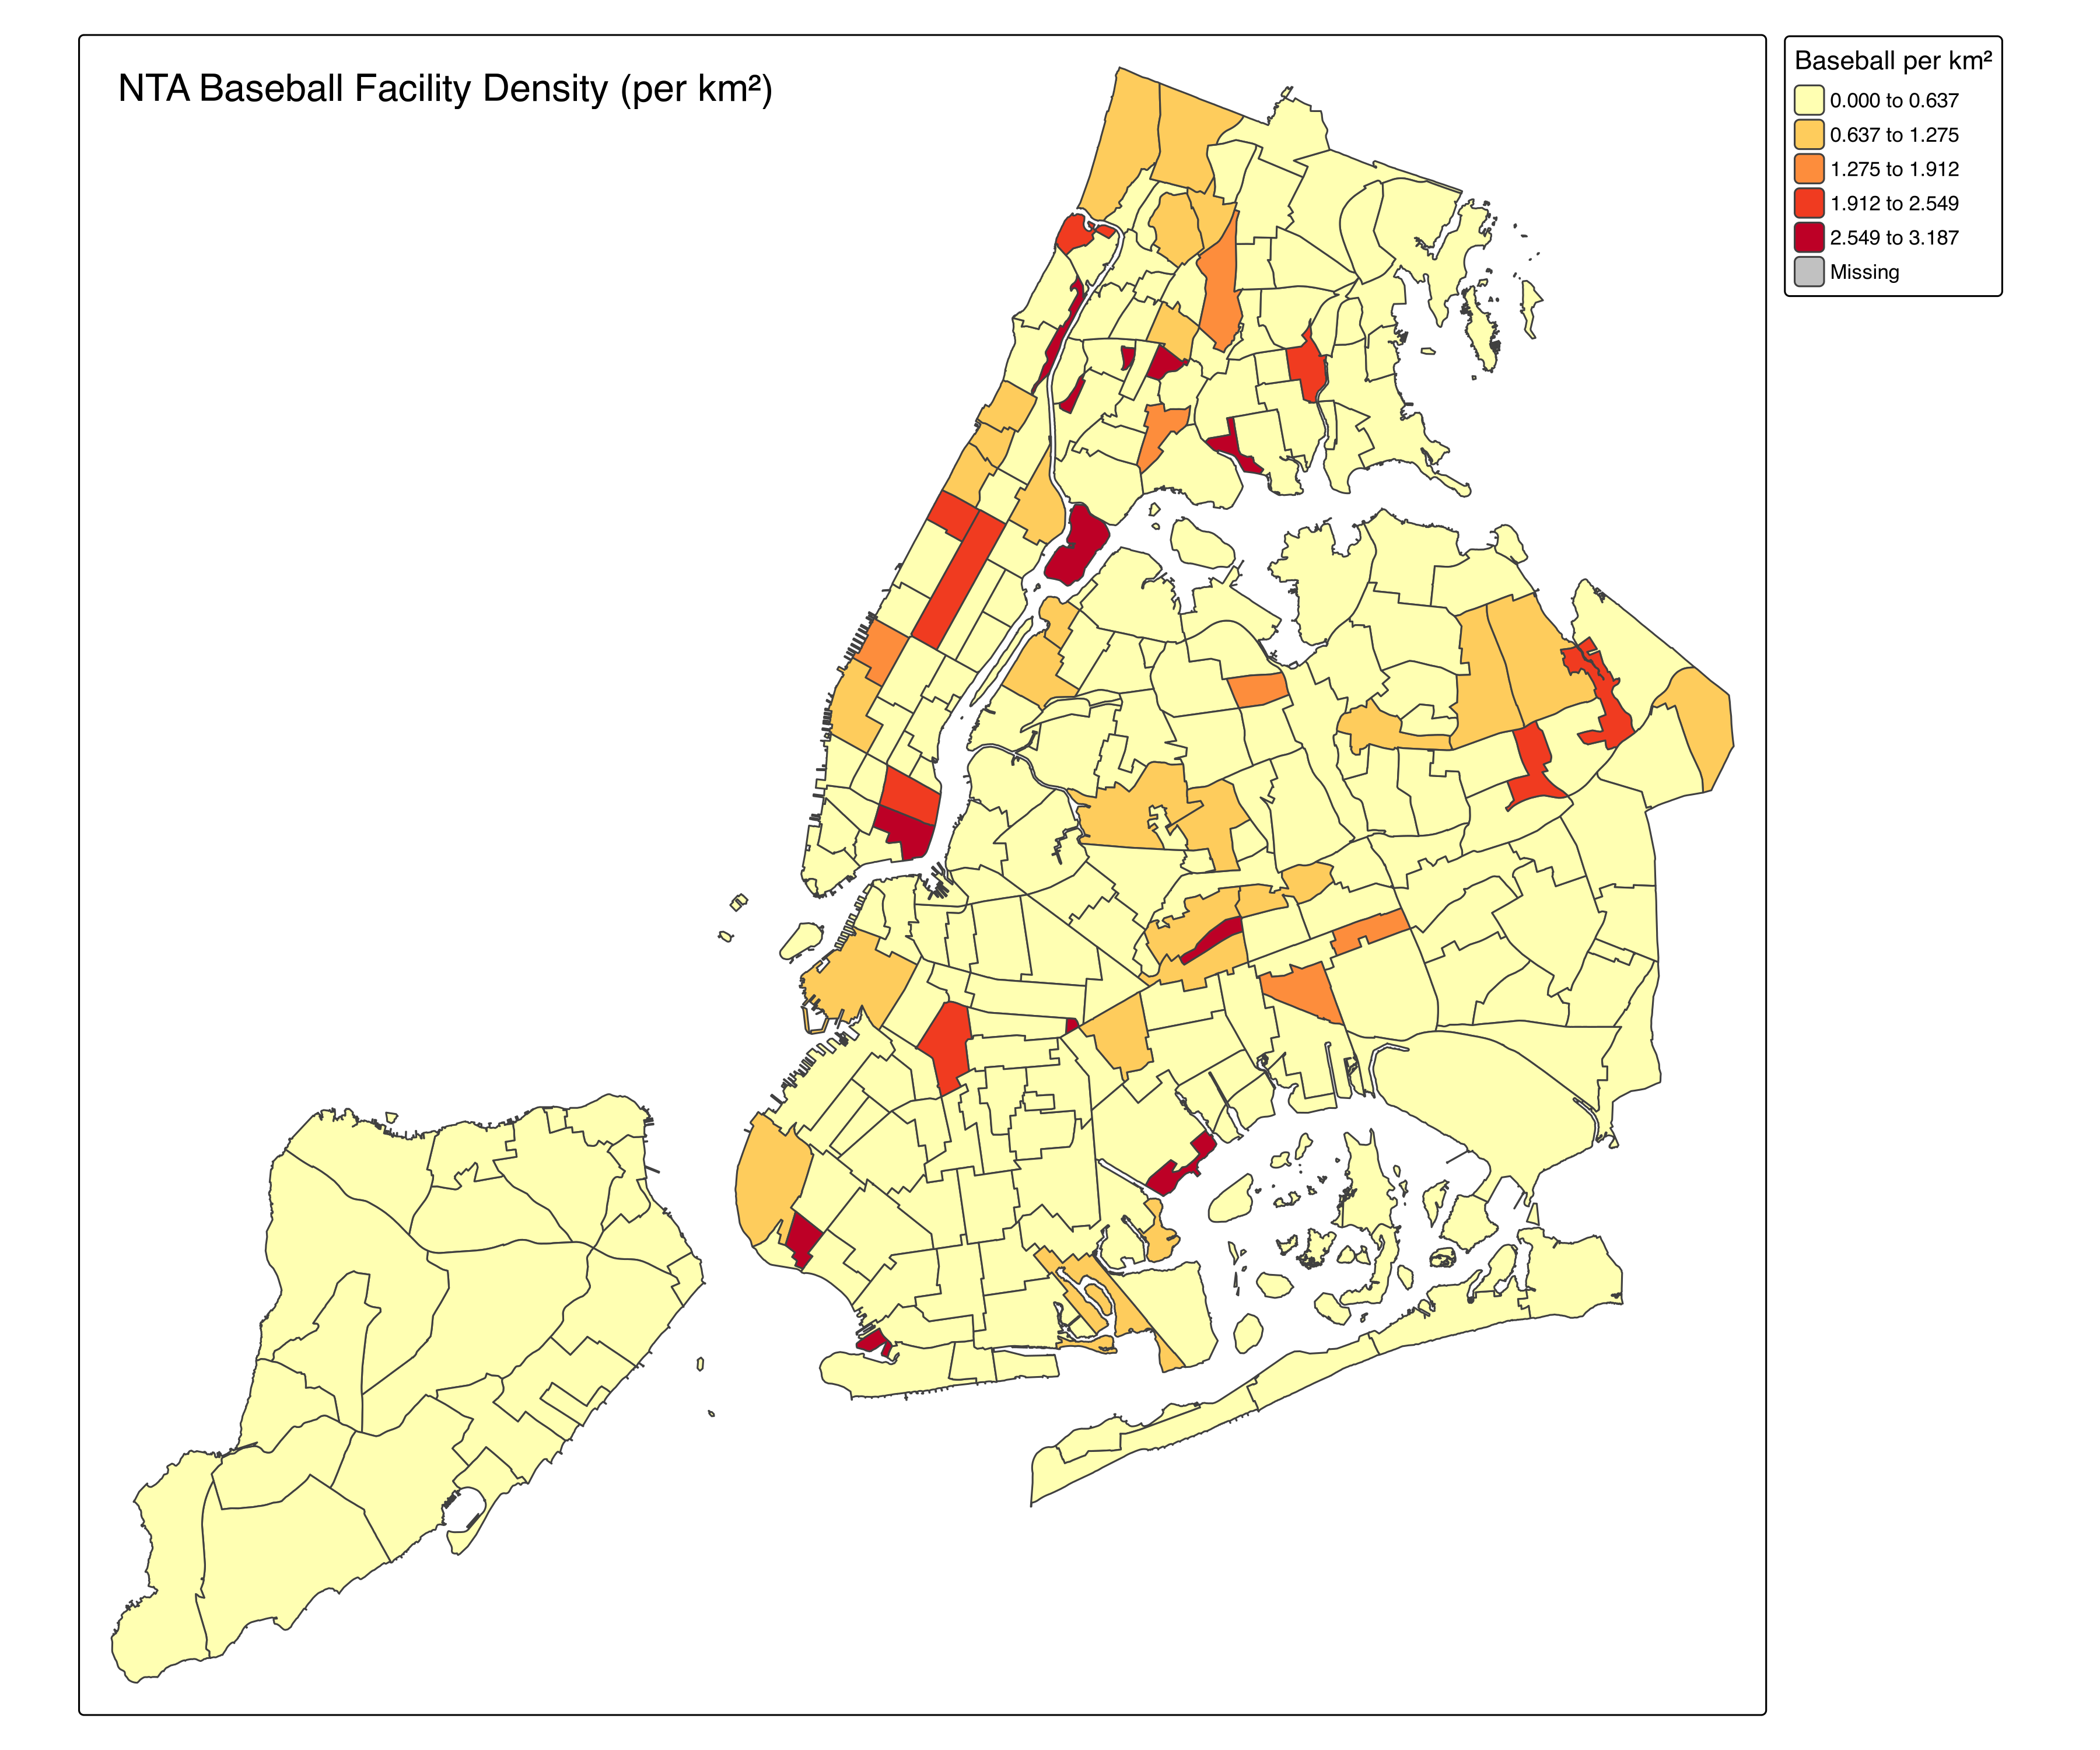 NTA Baseball Facility Density (per km²)
Baseball per km²
0.000 to 0.637
0.637 to 1.275
1.275 to 1.912
1.912 to 2.549
2.549 to 3.187
Missing